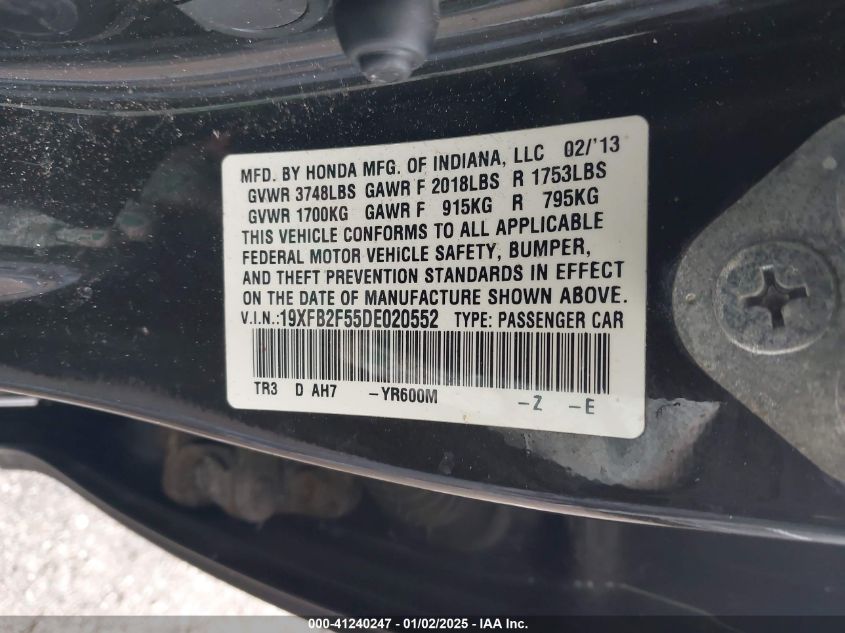 MFD. BY HONDA MFG. OF INDIANA, LLC 02/'13
GVWR 3748LBS GAWR F 2018LBS R 1753LBS
GVWR 1700KG GAWR F 915KG R 795KG
THIS VEHICLE CONFORMS TO ALL APPLICABLE
FEDERAL MOTOR VEHICLE SAFETY, BUMPER,
AND THEFT PREVENTION STANDARDS IN EFFECT
ON THE DATE OF MANUFACTURE SHOWN ABOVE.
V.I.N.:19XFB2F55DE020552 TYPE: PASSENGER CAR
TR3 D AH7 -YR600M -Z -E
000-41240247 - 01/02/2025 - IAA Inc.